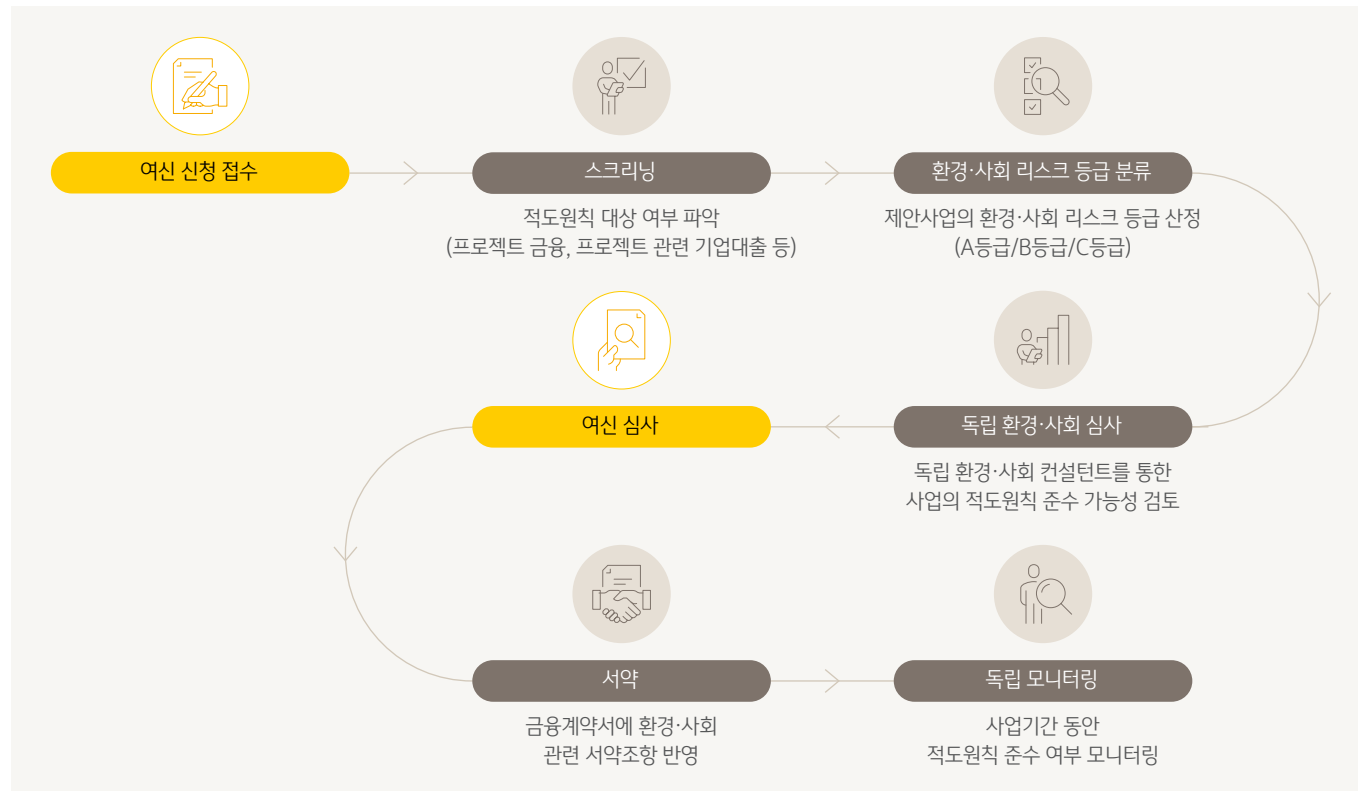 여신 신청 접수
스크리닝
적도원칙 대상 여부 파악
(프로젝트 금융, 프로젝트 관련 기업대출 등)
환경·사회 리스크 등급 분류
제안사업의 환경·사회 리스크 등급 산정
(A등급/B등급/C등급)
독립 환경·사회 심사
독립 환경·사회 컨설턴트를 통한
사업의 적도원칙 준수 가능성 검토
여신 심사
서약
금융계약서에 환경·사회
관련 서약조항 반영
독립 모니터링
사업기간 동안
적도원칙 준수 여부 모니터링